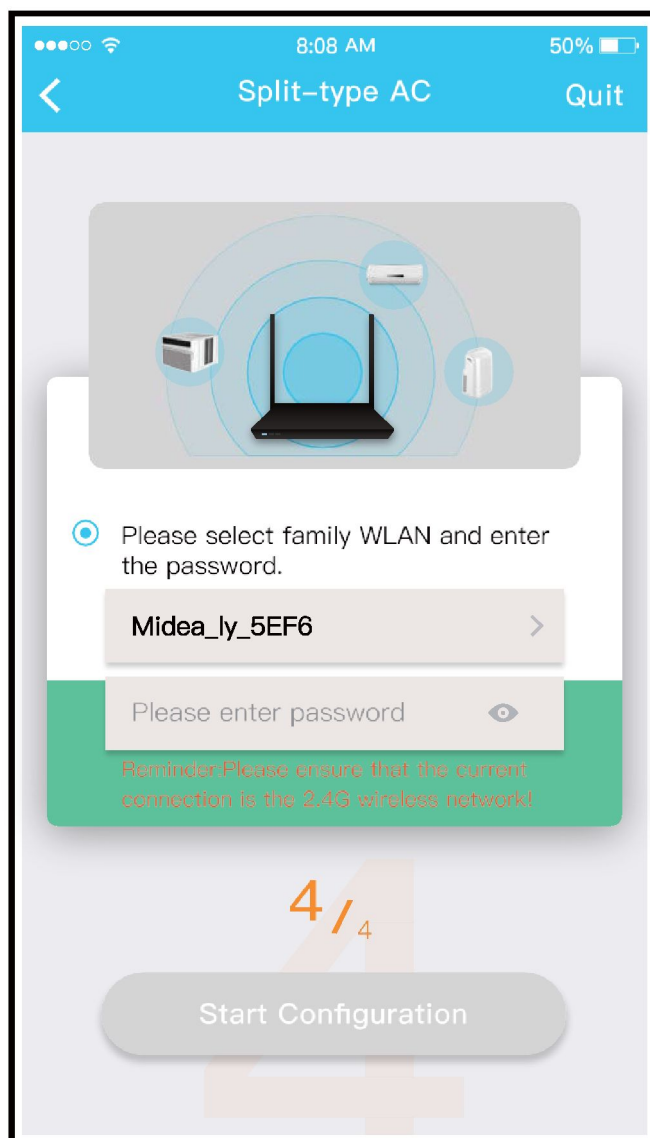 8:08 AM
50%
Split-type AC
Quit
Please select family WLAN and enter
the password.
Midea_ly_5EF6
Please enter password
Reminder:Please ensure that the current
connection is the 2.4G wireless network!
4/4
4
Start Configuration